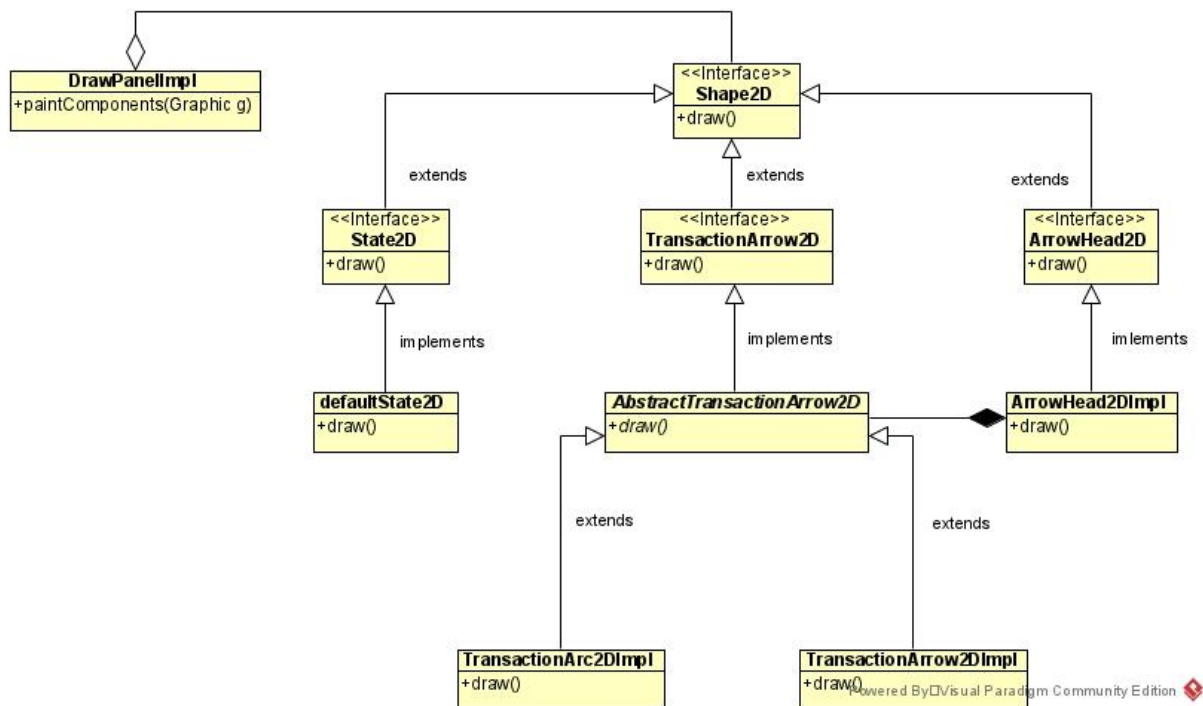 DrawPanelImpl
+paintComponents(Graphic g)
<<Interface>>
Shape2D
+draw()
extends
extends
extends
<<Interface>>
State2D
+draw()
<<Interface>>
TransactionArrow2D
+draw()
<<Interface>>
ArrowHead2D
+draw()
implements
implements
imlements
defaultState2D
+draw()
AbstractTransactionArrow2D
+draw()
ArrowHead2DImpl
+draw()
extends
extends
TransactionArc2DImpl
+draw()
TransactionArrow2DImpl
+draw()
Powered By□Visual Paradigm Community Edition